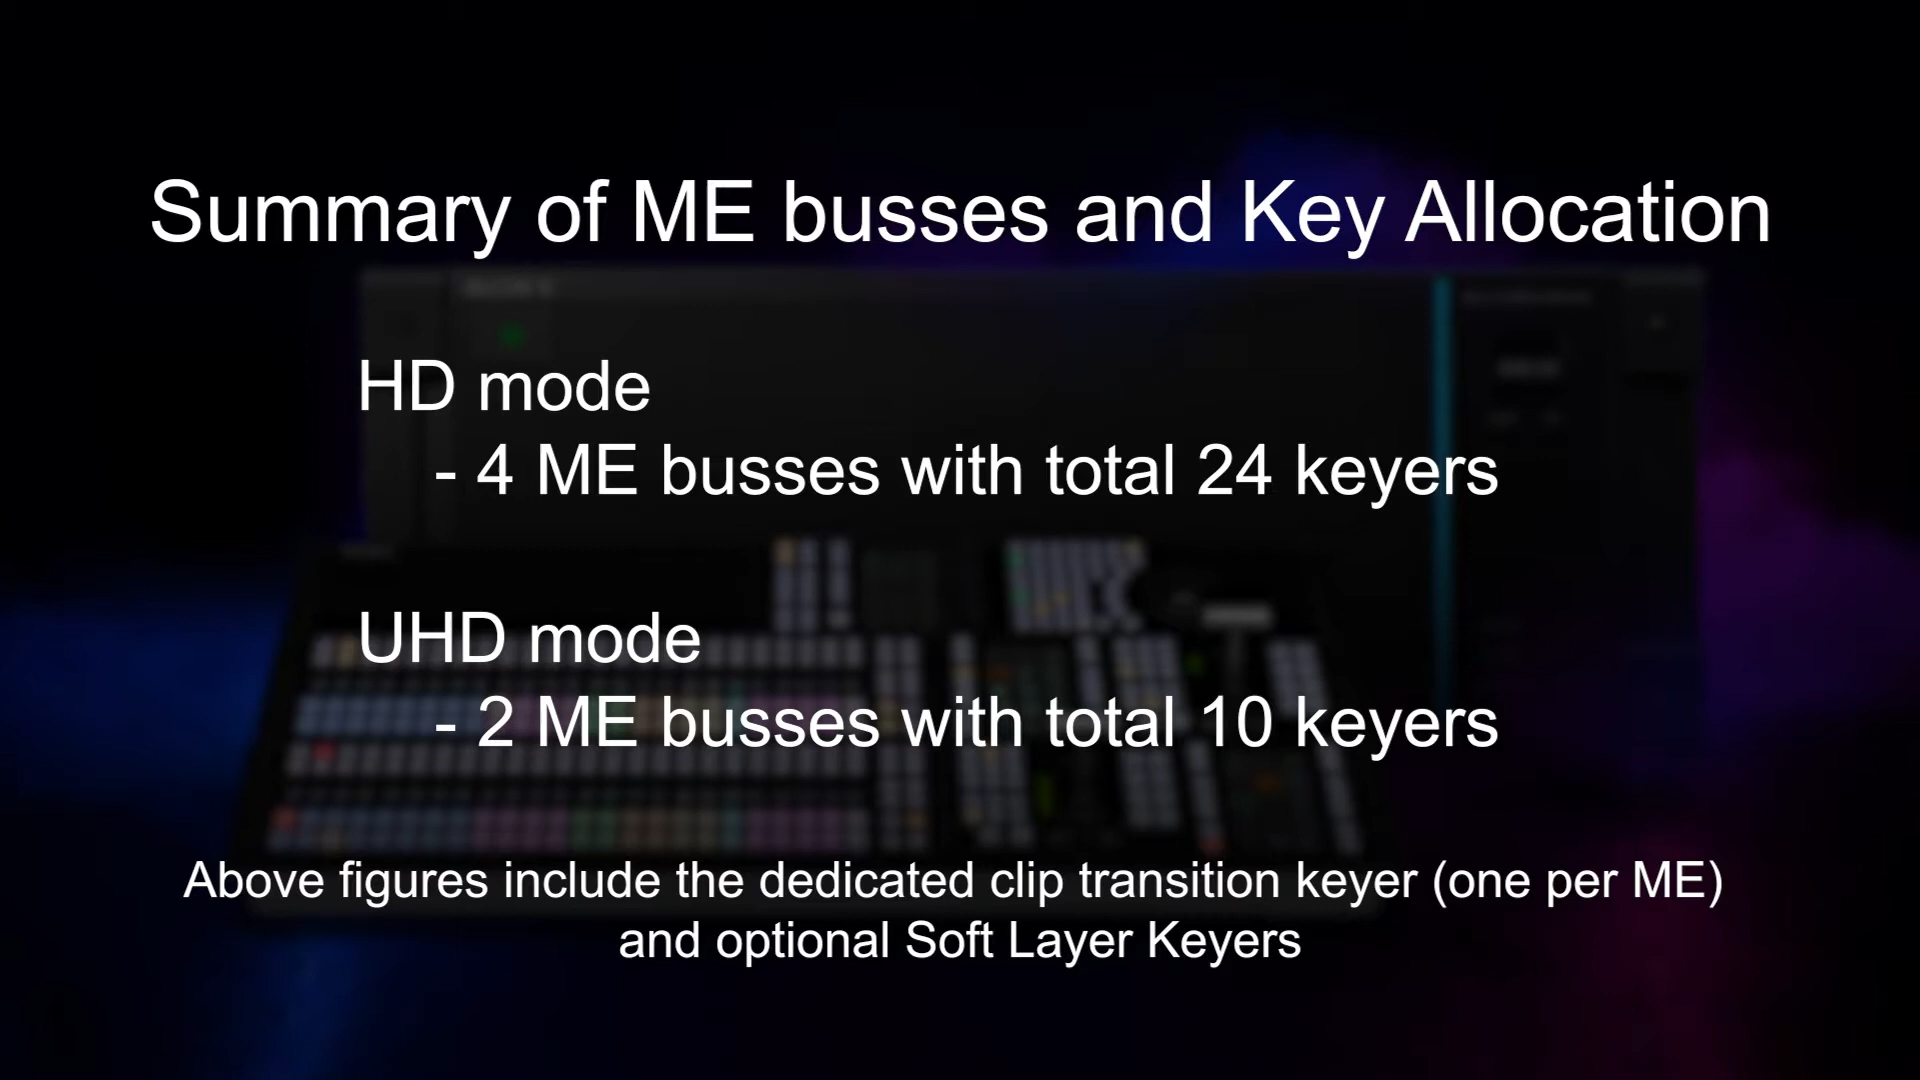 Summary of ME busses and Key Allocation
HD mode
- 4 ME busses with total 24 keyers
UHD mode
- 2 ME busses with total 10 keyers
Above figures include the dedicated clip transition keyer (one per ME)
and optional Soft Layer Keyers